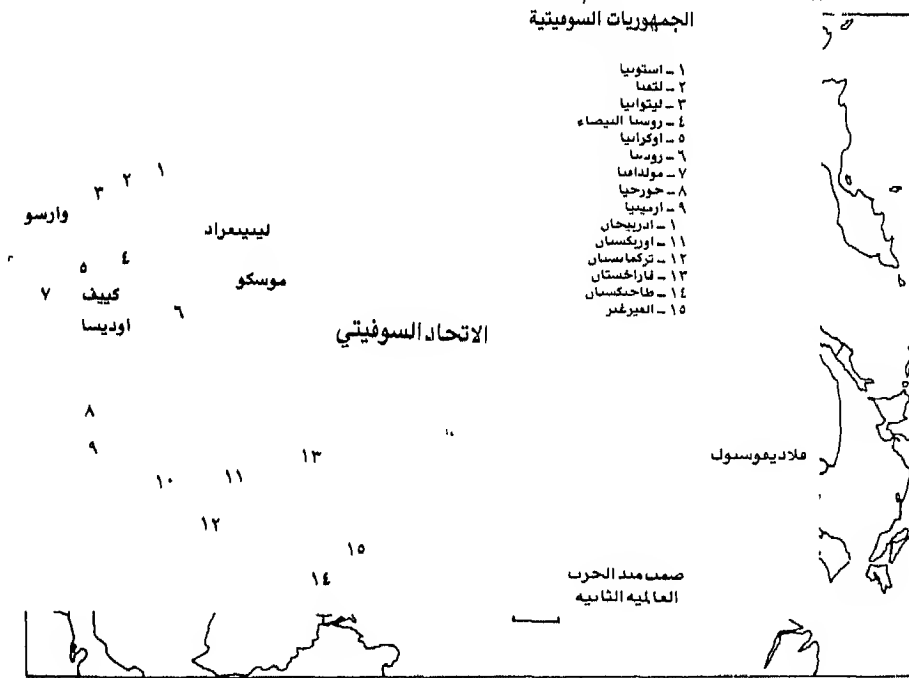 الجمهوريات السوفيتية
١ – استونيا
٢ – لتفيا
٣ – ليتوانيا
٤ – روسيا البيضاء
٥ – اوكرانيا
٦ – روسيا
٧ – مولدافيا
٨ – جورجيا
٩ – ارمينيا
١ – اذربيجان
١١ – اوزبكستان
١٢ – تركمانستان
١٣ – قازاخستان
١٤ – طاجيكستان
١٥ – القيرغيز
١
٢
٣
وارسو
لينينغراد
٤
٥
موسكو
كييف
٧
٦
اوديسا
الاتحاد السوفيتي
٨
٩
١٣
فلاديفوستوك
١١
١٠
١٢
١٥
١٤
ضمت منذ الحرب
العالمية الثانية